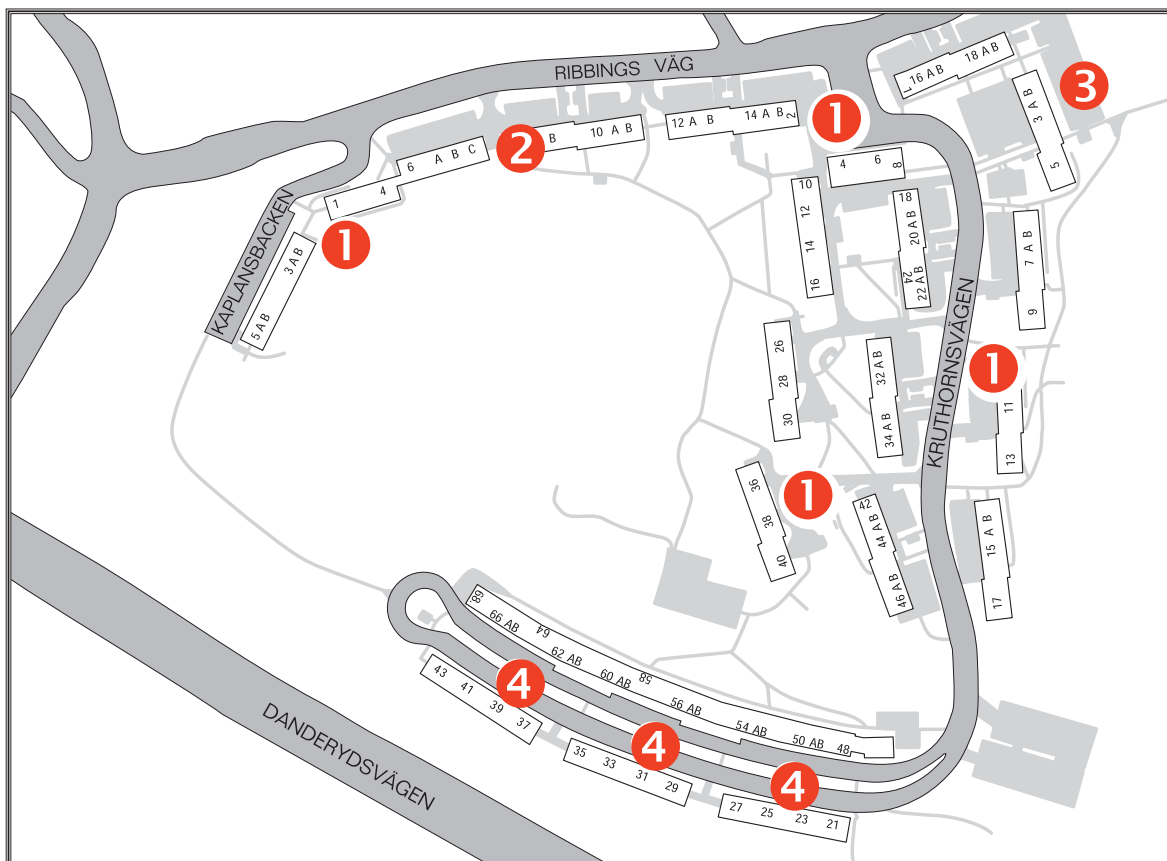 RIBBINGS VÄG
16 A B
18 A B
1
3
3 A B
5
12 A B
14 A B
2
1
B
10 A B
2
6 A B C
4
1
1
KAPLANSBACKEN
3 A B
5 A B
4 6 8
10
12
14
16
18
20 A B
24
22 A B
7 A B
9
KRUTHORNSVÄGEN
26
28
30
32 A B
34 A B
1
11
13
36
38
40
1
42
44 A B
46 A B
15 A B
17
68
66 AB
64
62 AB
60 AB
58
56 AB
54 AB
50 AB
48
43
41
39
37
4
35
33
31
29
4
27
25
23
21
4
DANDERYDSVÄGEN